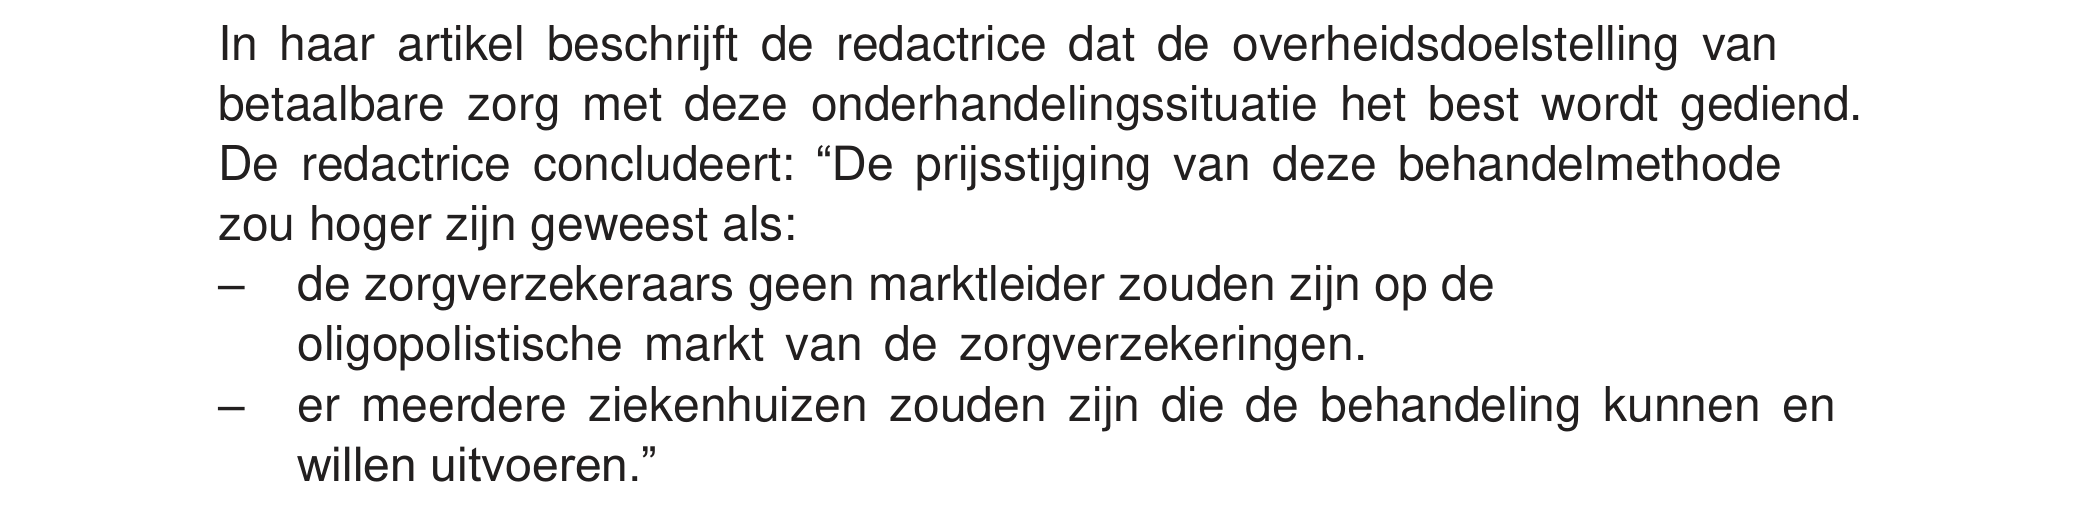 In haar artikel beschrijft de redactrice dat de overheidsdoelstelling van
betaalbare zorg met deze onderhandelingssituatie het best wordt gediend.
De redactrice concludeert: “De prijsstijging van deze behandelmethode
zou hoger zijn geweest als:
– de zorgverzekeraars geen marktleider zouden zijn op de
oligopolistische markt van de zorgverzekeringen.
– er meerdere ziekenhuizen zouden zijn die de behandeling kunnen en
willen uitvoeren.”